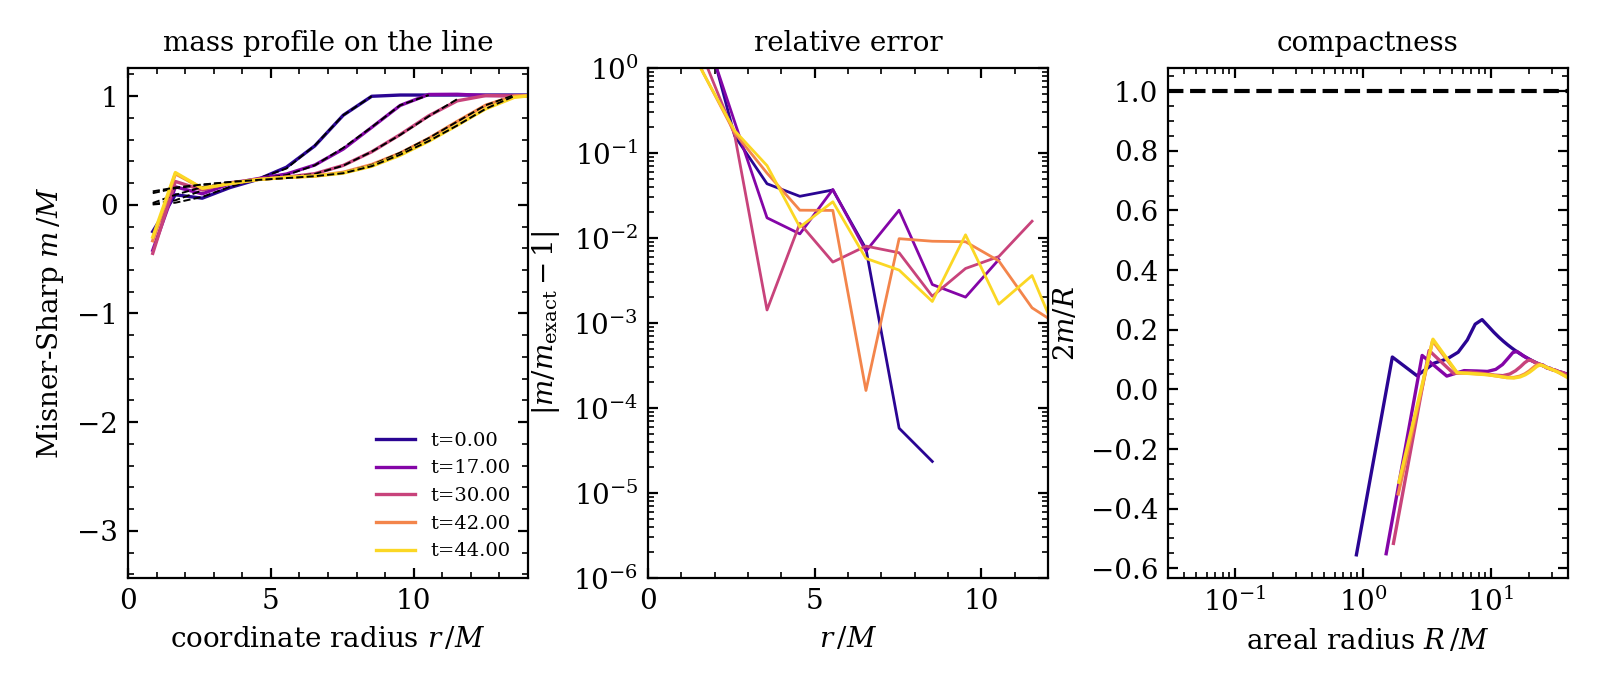 mass profile on the line
relative error
compactness
Misner-Sharp m/M
1
0
−1
−2
−3
t=0.00
t=17.00
t=30.00
t=42.00
t=44.00
0
5
10
coordinate radius r/M
|m/m_exact − 1|
10^0
10^−1
10^−2
10^−3
10^−4
10^−5
10^−6
0
5
10
r/M
2m/R
1.0
0.8
0.6
0.4
0.2
0.0
−0.2
−0.4
−0.6
10^−1
10^0
10^1
areal radius R/M